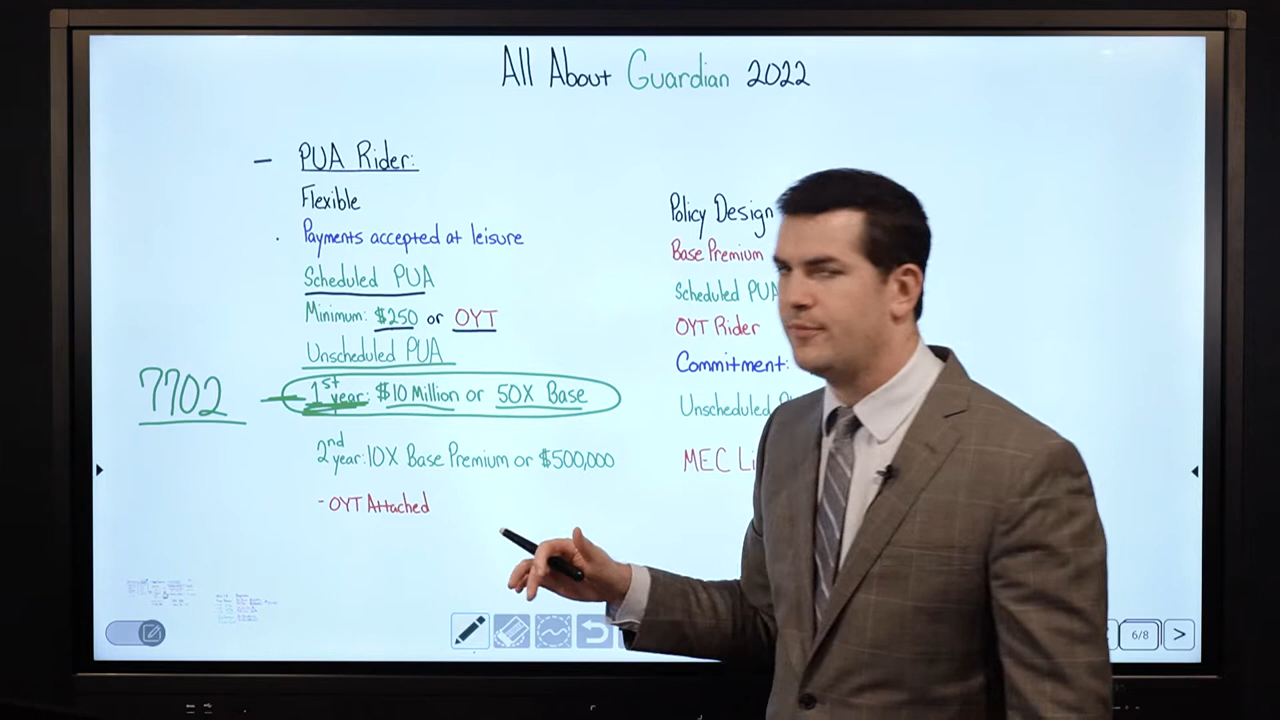 All About Guardian 2022
- PUA Rider:
Flexible
Payments accepted at leisure
Scheduled PUA
Minimum: $250 or OYT
Unscheduled PUA
7702
1st year: $10 Million or 50X Base
2nd year: 10X Base Premium or $500,000
- OYT Attached
Policy Design
Base Premium
Scheduled PUA
OYT Rider
Commitment:
Unscheduled
MEC Li
6/8